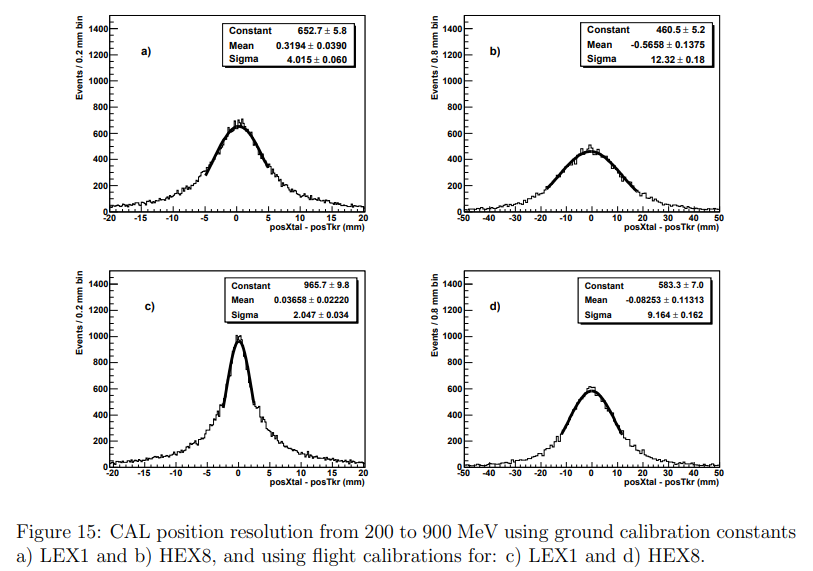 Events / 0.2 mm bin
1400
1200
1000
800
600
400
200
0
a)
Constant 652.7 ± 5.8
Mean 0.3194 ± 0.0390
Sigma 4.015 ± 0.060
-20 -15 -10 -5 0 5 10 15 20
posXtal - posTkr (mm)
Events / 0.8 mm bin
1400
1200
1000
800
600
400
200
0
b)
Constant 460.5 ± 5.2
Mean -0.5658 ± 0.1375
Sigma 12.32 ± 0.18
-50 -40 -30 -20 -10 0 10 20 30 40 50
posXtal - posTkr (mm)
Events / 0.2 mm bin
1400
1200
1000
800
600
400
200
0
c)
Constant 965.7 ± 9.8
Mean 0.03658 ± 0.02220
Sigma 2.047 ± 0.034
-20 -15 -10 -5 0 5 10 15 20
posXtal - posTkr (mm)
Events / 0.8 mm bin
1400
1200
1000
800
600
400
200
0
d)
Constant 583.3 ± 7.0
Mean -0.08253 ± 0.11313
Sigma 9.164 ± 0.162
-50 -40 -30 -20 -10 0 10 20 30 40 50
posXtal - posTkr (mm)
Figure 15: CAL position resolution from 200 to 900 MeV using ground calibration constants
a) LEX1 and b) HEX8, and using flight calibrations for: c) LEX1 and d) HEX8.